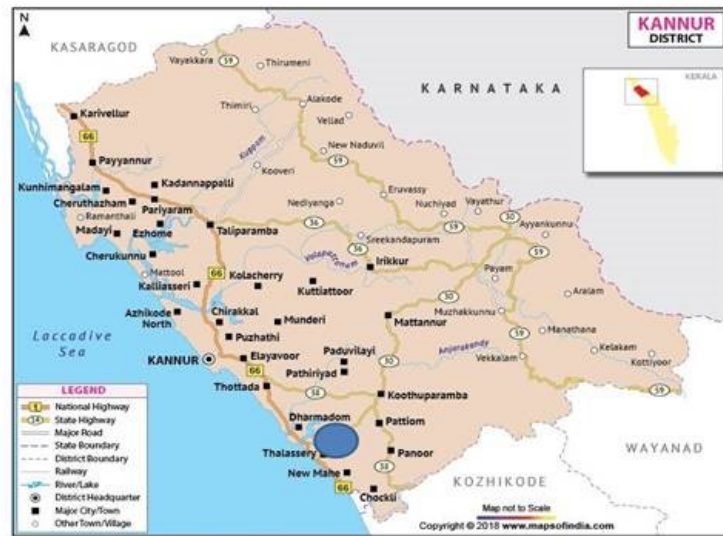 N
KASARAGOD
KANNUR
DISTRICT
KERALA
KARNATAKA
Vayakkara
59
Thirumeni
Karivellur
Thimiri
Alakode
Vellad
66
Kuppam
New Naduvil
Payyannur
Kooveri
59
Kunhimangalam
Kadannappalli
Eruvassy
Cheruthazham
Nediyanga
Nuchiyad
Vayathur
Ramanthali
Pariyaram
30
Ayyankunnu
Madayi
Ezhome
Taliparamba
36
59
Sreekandapuram
36
59
Cherukunnu
Valapatronum
Irikkur
Mattool
66
Kolacherry
Payam
Kalliasseri
Kuttiattoor
30
Aralam
Azhikode
North
Chirakkal
Munderi
Mattannur
Muzhakkunnu
Manathana
Laccadive
Sea
Puzhathi
Anjarakandy
Kelakam
KANNUR
Elayavoor
Paduvilayi
30
Vekkalam
Kottiyoor
66
Pathiriyad
Thottada
38
Koothuparamba
59
Dharmadom
Pattiom
WAYANAD
Thalassery
Panoor
New Mahe
38
KOZHIKODE
66
Chockli
LEGEND
1 National Highway
14 State Highway
Major Road
State Boundary
District Boundary
Railway
River/Lake
District Headquarter
Major City/Town
Other Town/Village
Map not to Scale
Copyright © 2018 www.mapsofindia.com